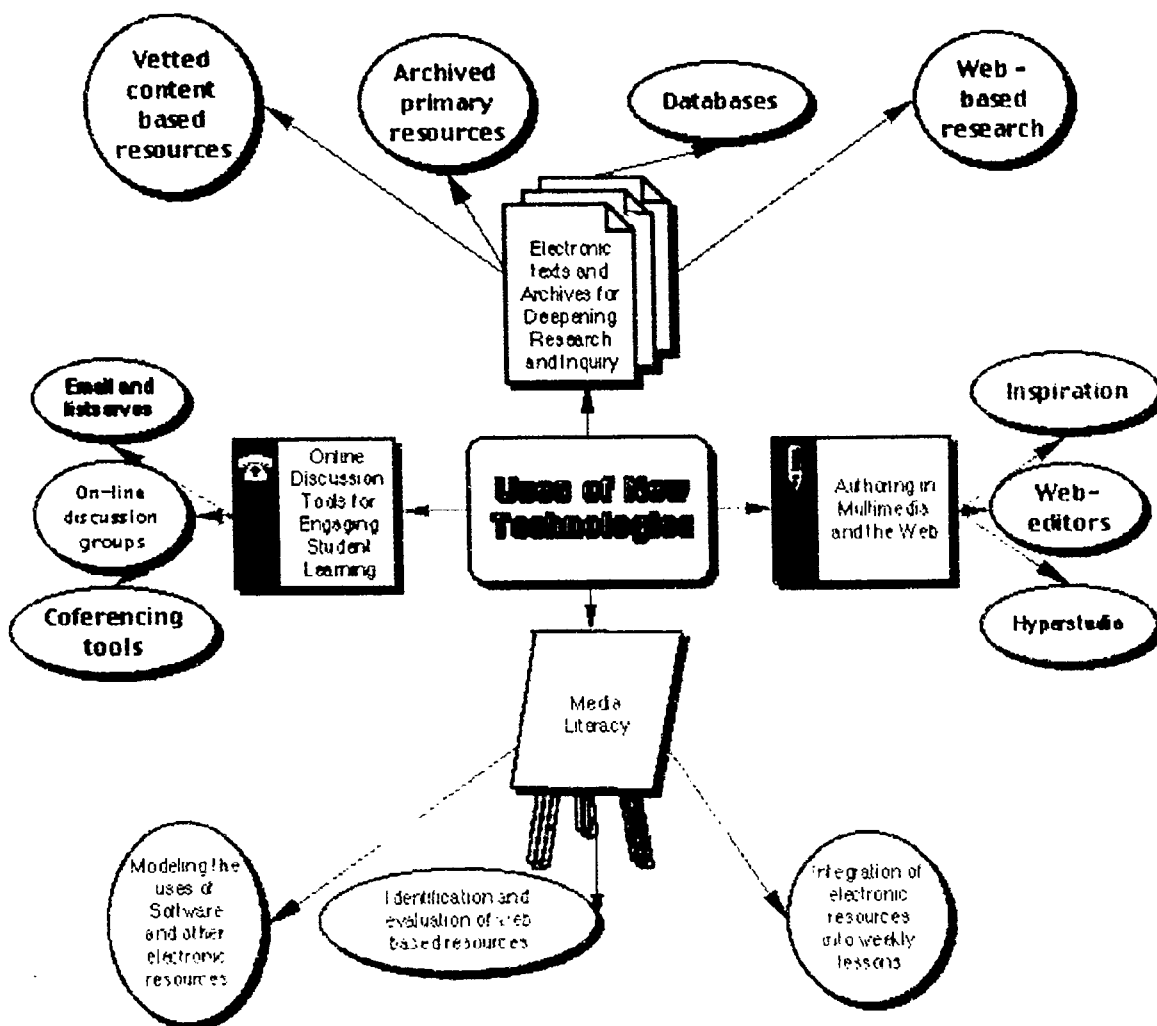 Vetted
content
based
resources
Archived
primary
resources
Databases
Web -
based
research
Electronic
texts and
Archives for
Deepening
Research
and Inquiry
Email and
listserves
On-line
discussion
groups
Coferencing
tools
Online
Discussion
Tools for
Engaging
Student
Learning
Uses of New
Technologies
Authoring in
Multimedia
and the Web
Inspiration
Web-
editors
Hyperstudio
Media
Literacy
Modeling the
uses of
Software
and other
electronic
resources
Identification and
evaluation of web
based resources
Integration of
electronic
resources
into weekly
lessons